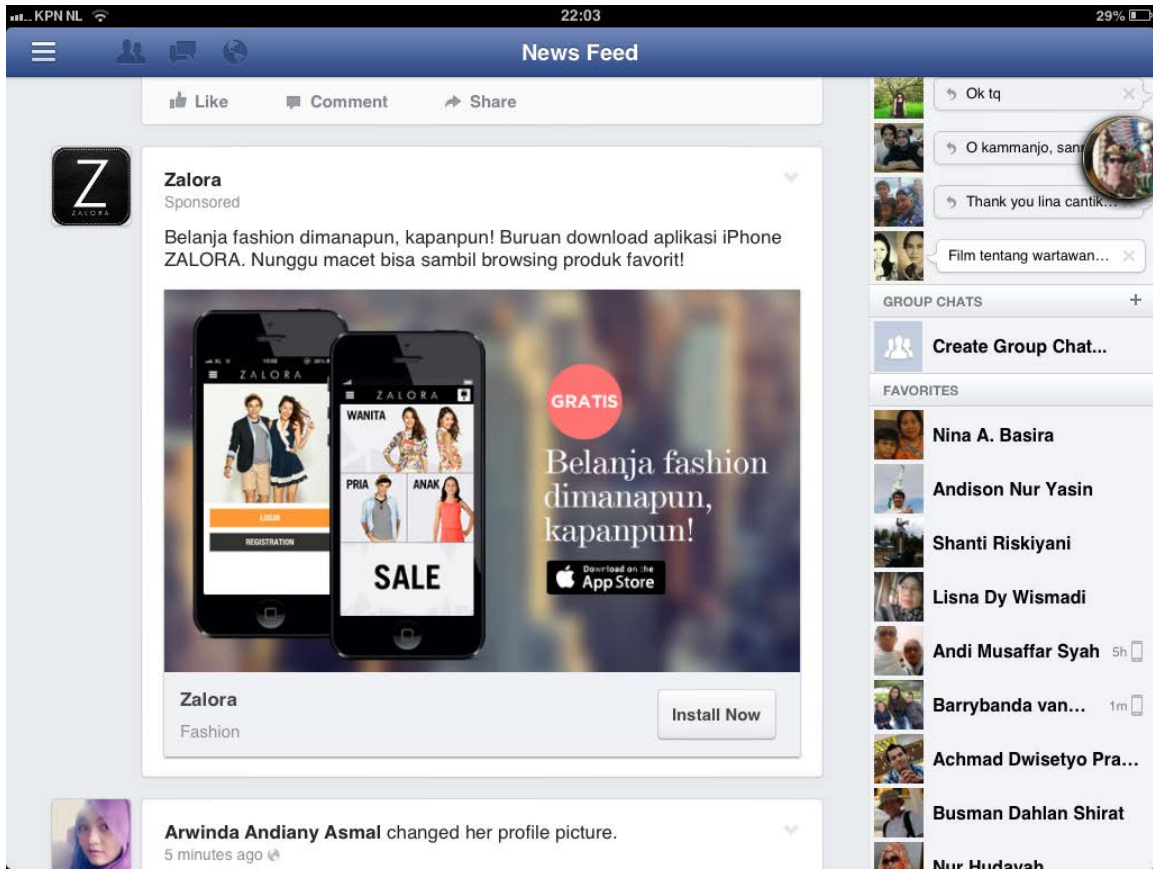 KPN NL
22:03
29%
News Feed
Like Comment Share
ZALORA
Zalora
Sponsored
Belanja fashion dimanapun, kapanpun! Buruan download aplikasi iPhone
ZALORA. Nunggu macet bisa sambil browsing produk favorit!
ZALORA
LOGIN
REGISTRATION
ZALORA
WANITA
PRIA
ANAK
SALE
GRATIS
Belanja fashion
dimanapun,
kapanpun!
Download on the
App Store
Zalora
Fashion
Install Now
Arwinda Andiany Asmal changed her profile picture.
5 minutes ago
Ok tq
O kammanjo,
Thank you lina cantik...
Film tentang wartawan...
GROUP CHATS +
Create Group Chat...
FAVORITES
Nina A. Basira
Andison Nur Yasin
Shanti Riskiyani
Lisna Dy Wismadi
Andi Musaffar Syah 5h
Barrybanda van... 1m
Achmad Dwisetyo Pra...
Busman Dahlan Shirat
Nur Hudayah